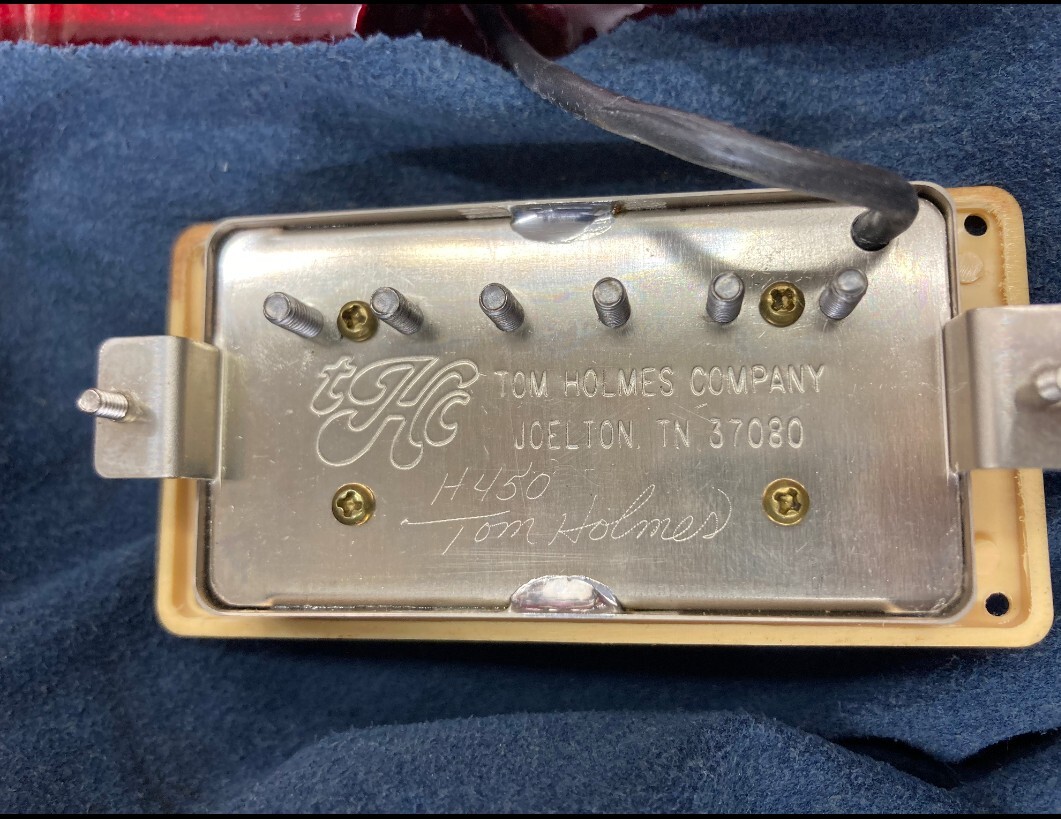 tHc
TOM HOLMES COMPANY
JOELTON, TN 37080
H450
Tom Holmes